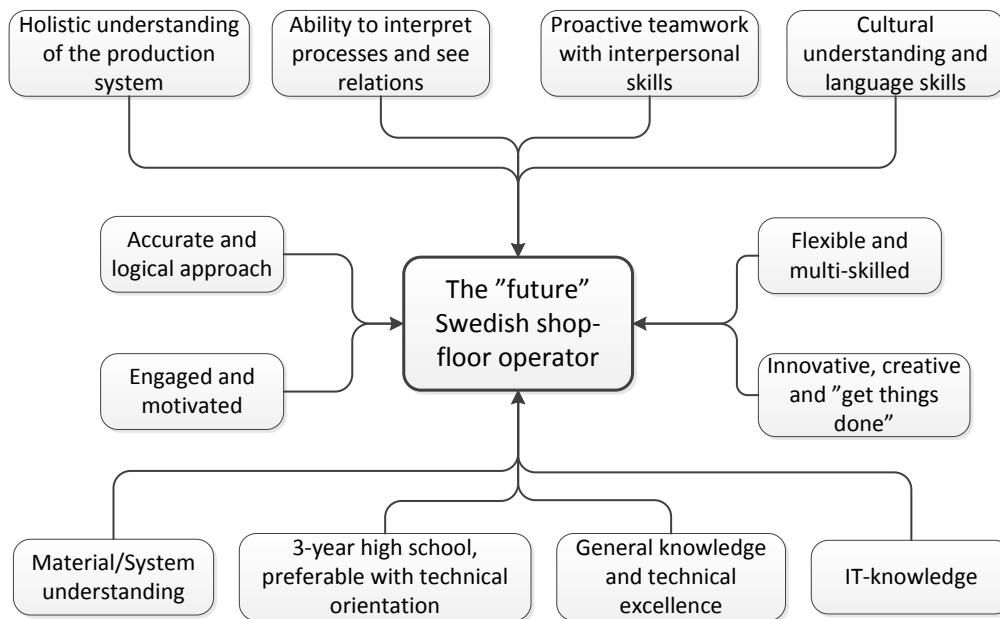 Holistic understanding
of the production
system
Ability to interpret
processes and see
relations
Proactive teamwork
with interpersonal
skills
Cultural
understanding and
language skills
Accurate and
logical approach
Flexible and
multi-skilled
The ”future”
Swedish shop-
floor operator
Engaged and
motivated
Innovative, creative
and ”get things
done”
Material/System
understanding
3-year high school,
preferable with technical
orientation
General knowledge
and technical
excellence
IT-knowledge